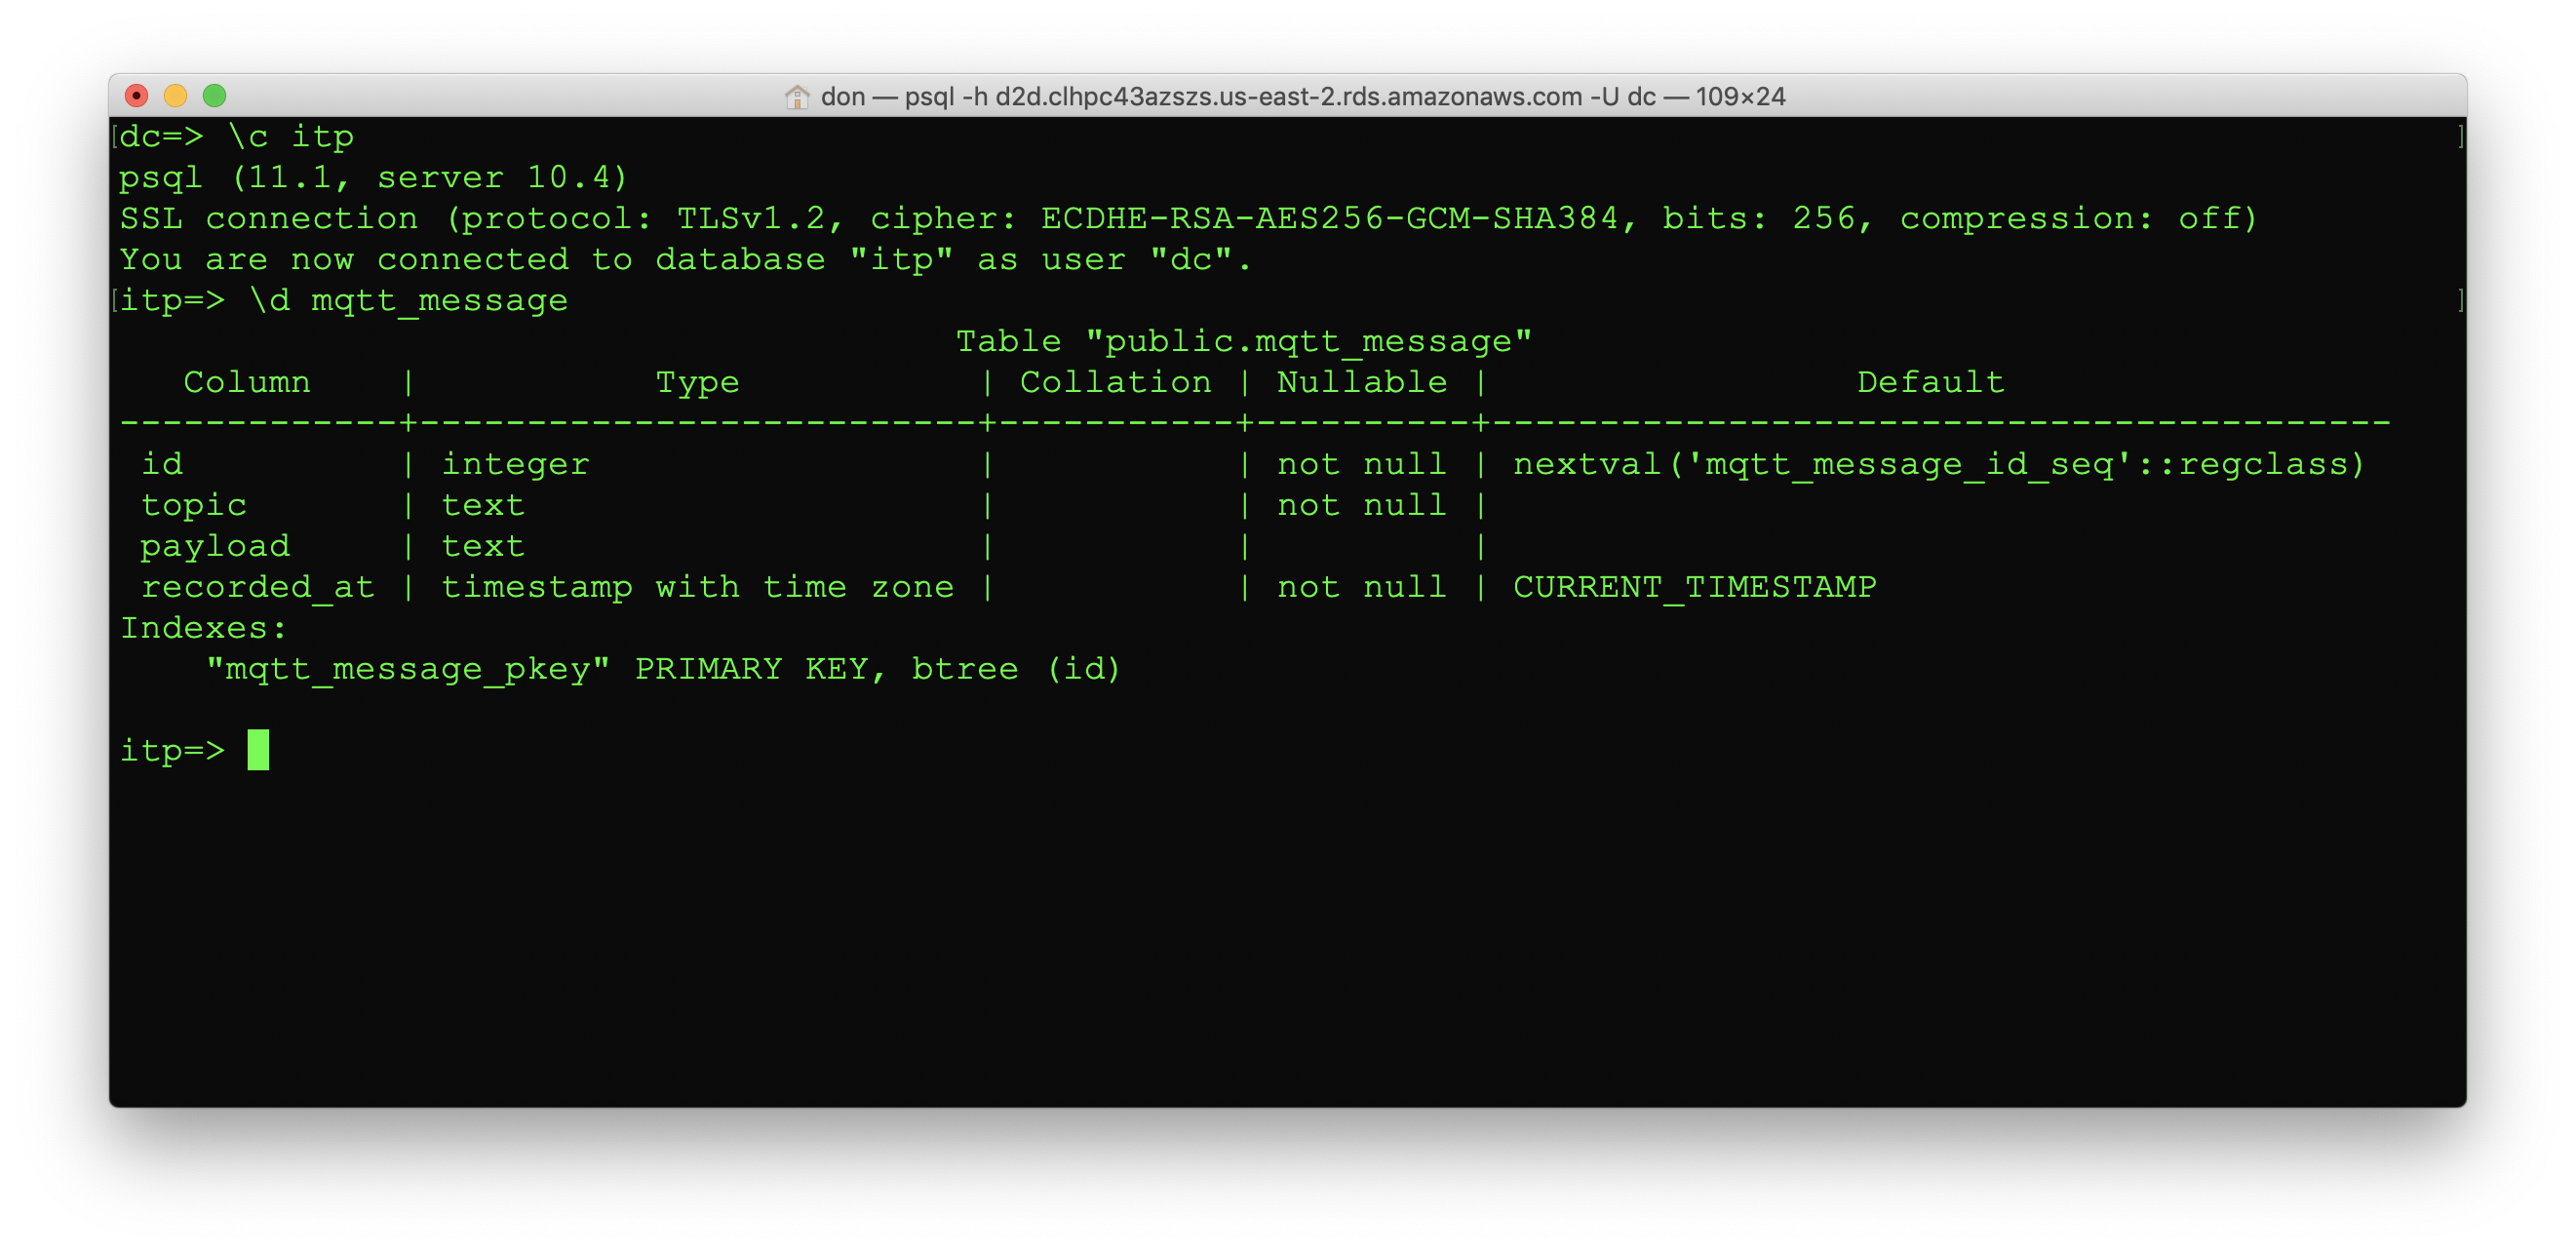 don — psql -h d2d.clhpc43azszs.us-east-2.rds.amazonaws.com -U dc — 109×24
[dc=> \c itp ]
psql (11.1, server 10.4)
SSL connection (protocol: TLSv1.2, cipher: ECDHE-RSA-AES256-GCM-SHA384, bits: 256, compression: off)
You are now connected to database "itp" as user "dc".
[itp=> \d mqtt_message ]
                                       Table "public.mqtt_message"
   Column    |           Type           | Collation | Nullable |                 Default                  
-------------+--------------------------+-----------+----------+------------------------------------------
 id          | integer                  |           | not null | nextval('mqtt_message_id_seq'::regclass)
 topic       | text                     |           | not null | 
 payload     | text                     |           |          | 
 recorded_at | timestamp with time zone |           | not null | CURRENT_TIMESTAMP
Indexes:
    "mqtt_message_pkey" PRIMARY KEY, btree (id)
itp=>